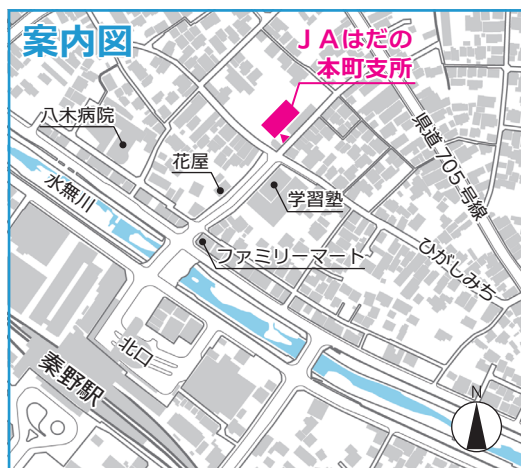 案内図
ＪＡはだの
本町支所
八木病院
花屋
県道705号線
水無川
学習塾
ファミリーマート
ひがしみち
北口
秦野駅
N